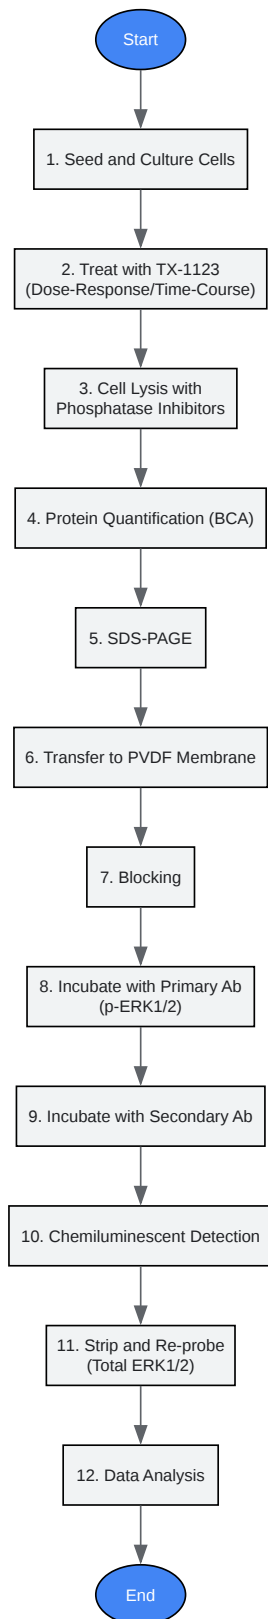 Start
1. Seed and Culture Cells
2. Treat with TX-1123
(Dose-Response/Time-Course)
3. Cell Lysis with
Phosphatase Inhibitors
4. Protein Quantification (BCA)
5. SDS-PAGE
6. Transfer to PVDF Membrane
7. Blocking
8. Incubate with Primary Ab
(p-ERK1/2)
9. Incubate with Secondary Ab
10. Chemiluminescent Detection
11. Strip and Re-probe
(Total ERK1/2)
12. Data Analysis
End